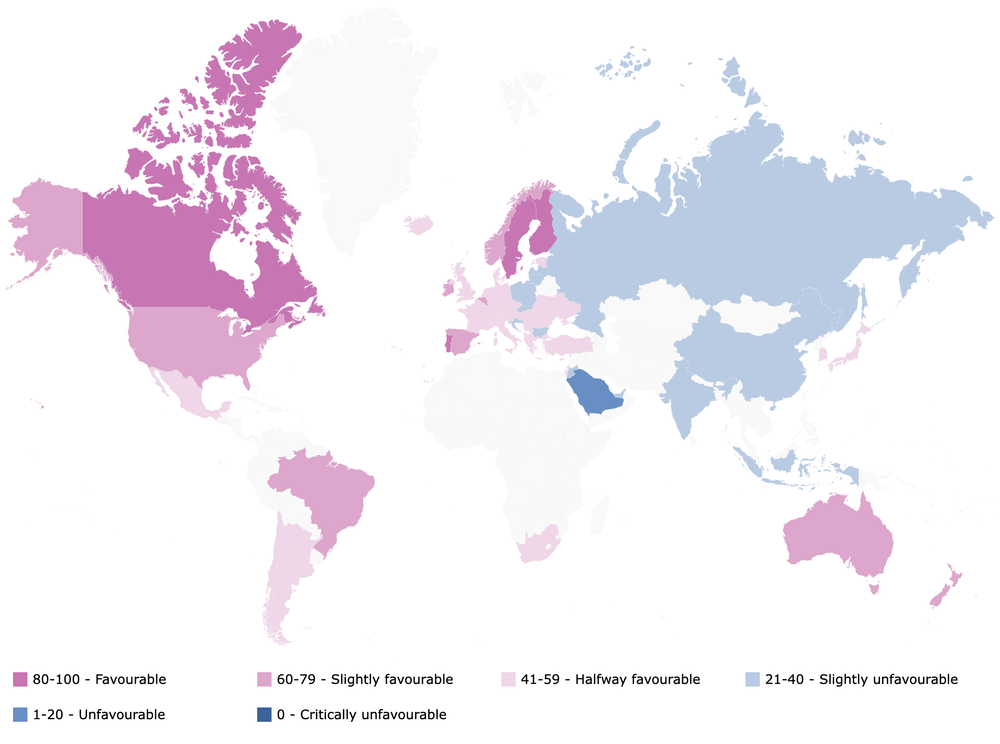 80-100 - Favourable
60-79 - Slightly favourable
41-59 - Halfway favourable
21-40 - Slightly unfavourable
1-20 - Unfavourable
0 - Critically unfavourable